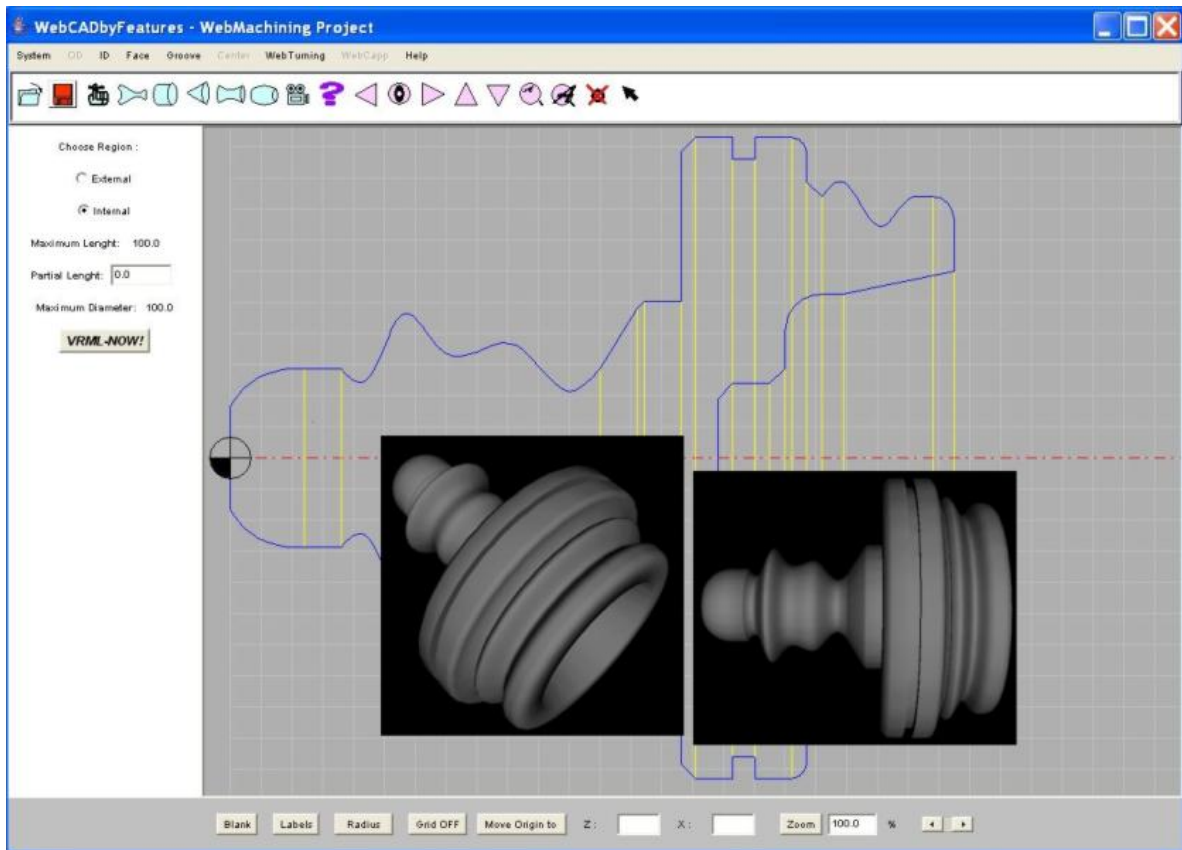 WebCADbyFeatures - WebMachining Project
System OD ID Face Groove Center WebTurning WebCapp Help
Choose Region :
External
Internal
Maximum Lenght: 100.0
Partial Lenght: 0.0
Maximum Diameter: 100.0
VRML-NOW!
Blank Labels Radius Grid OFF Move Origin to Z : X : Zoom 100.0 %